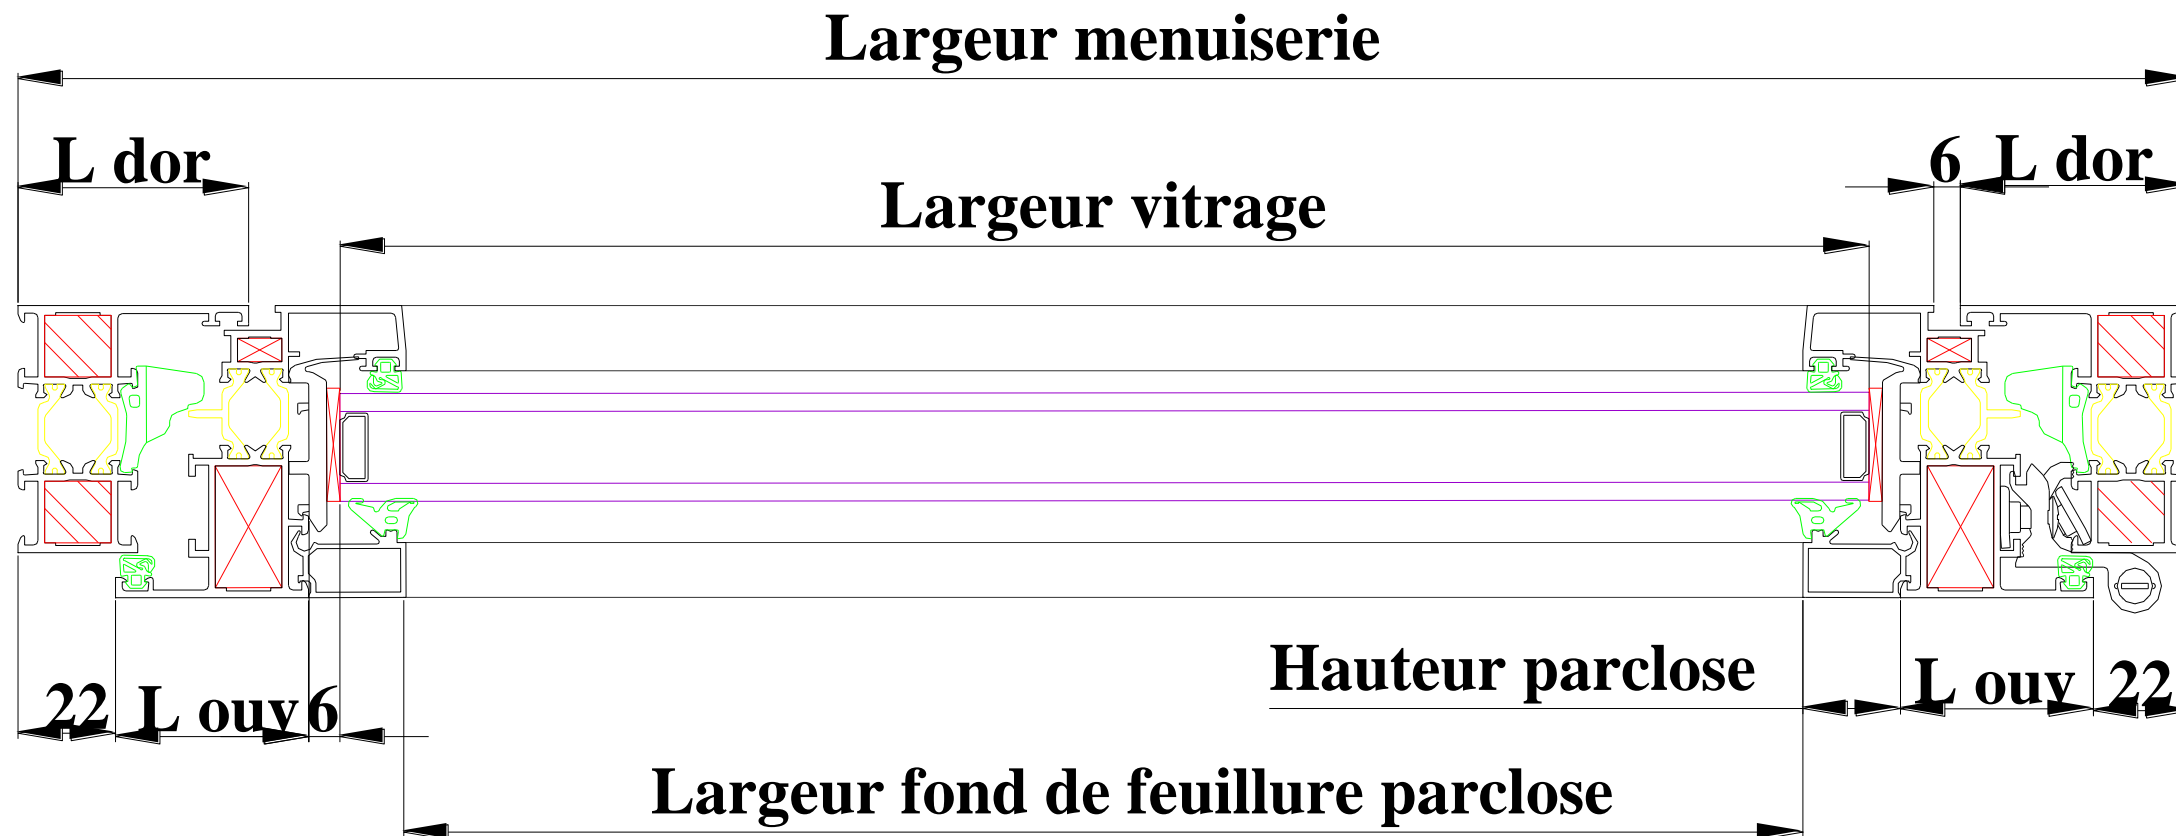 Largeur menuiserie
L dor
6
L dor
Largeur vitrage
Hauteur parclose
22
L ouv
6
L ouv
22
Largeur fond de feuillure parclose